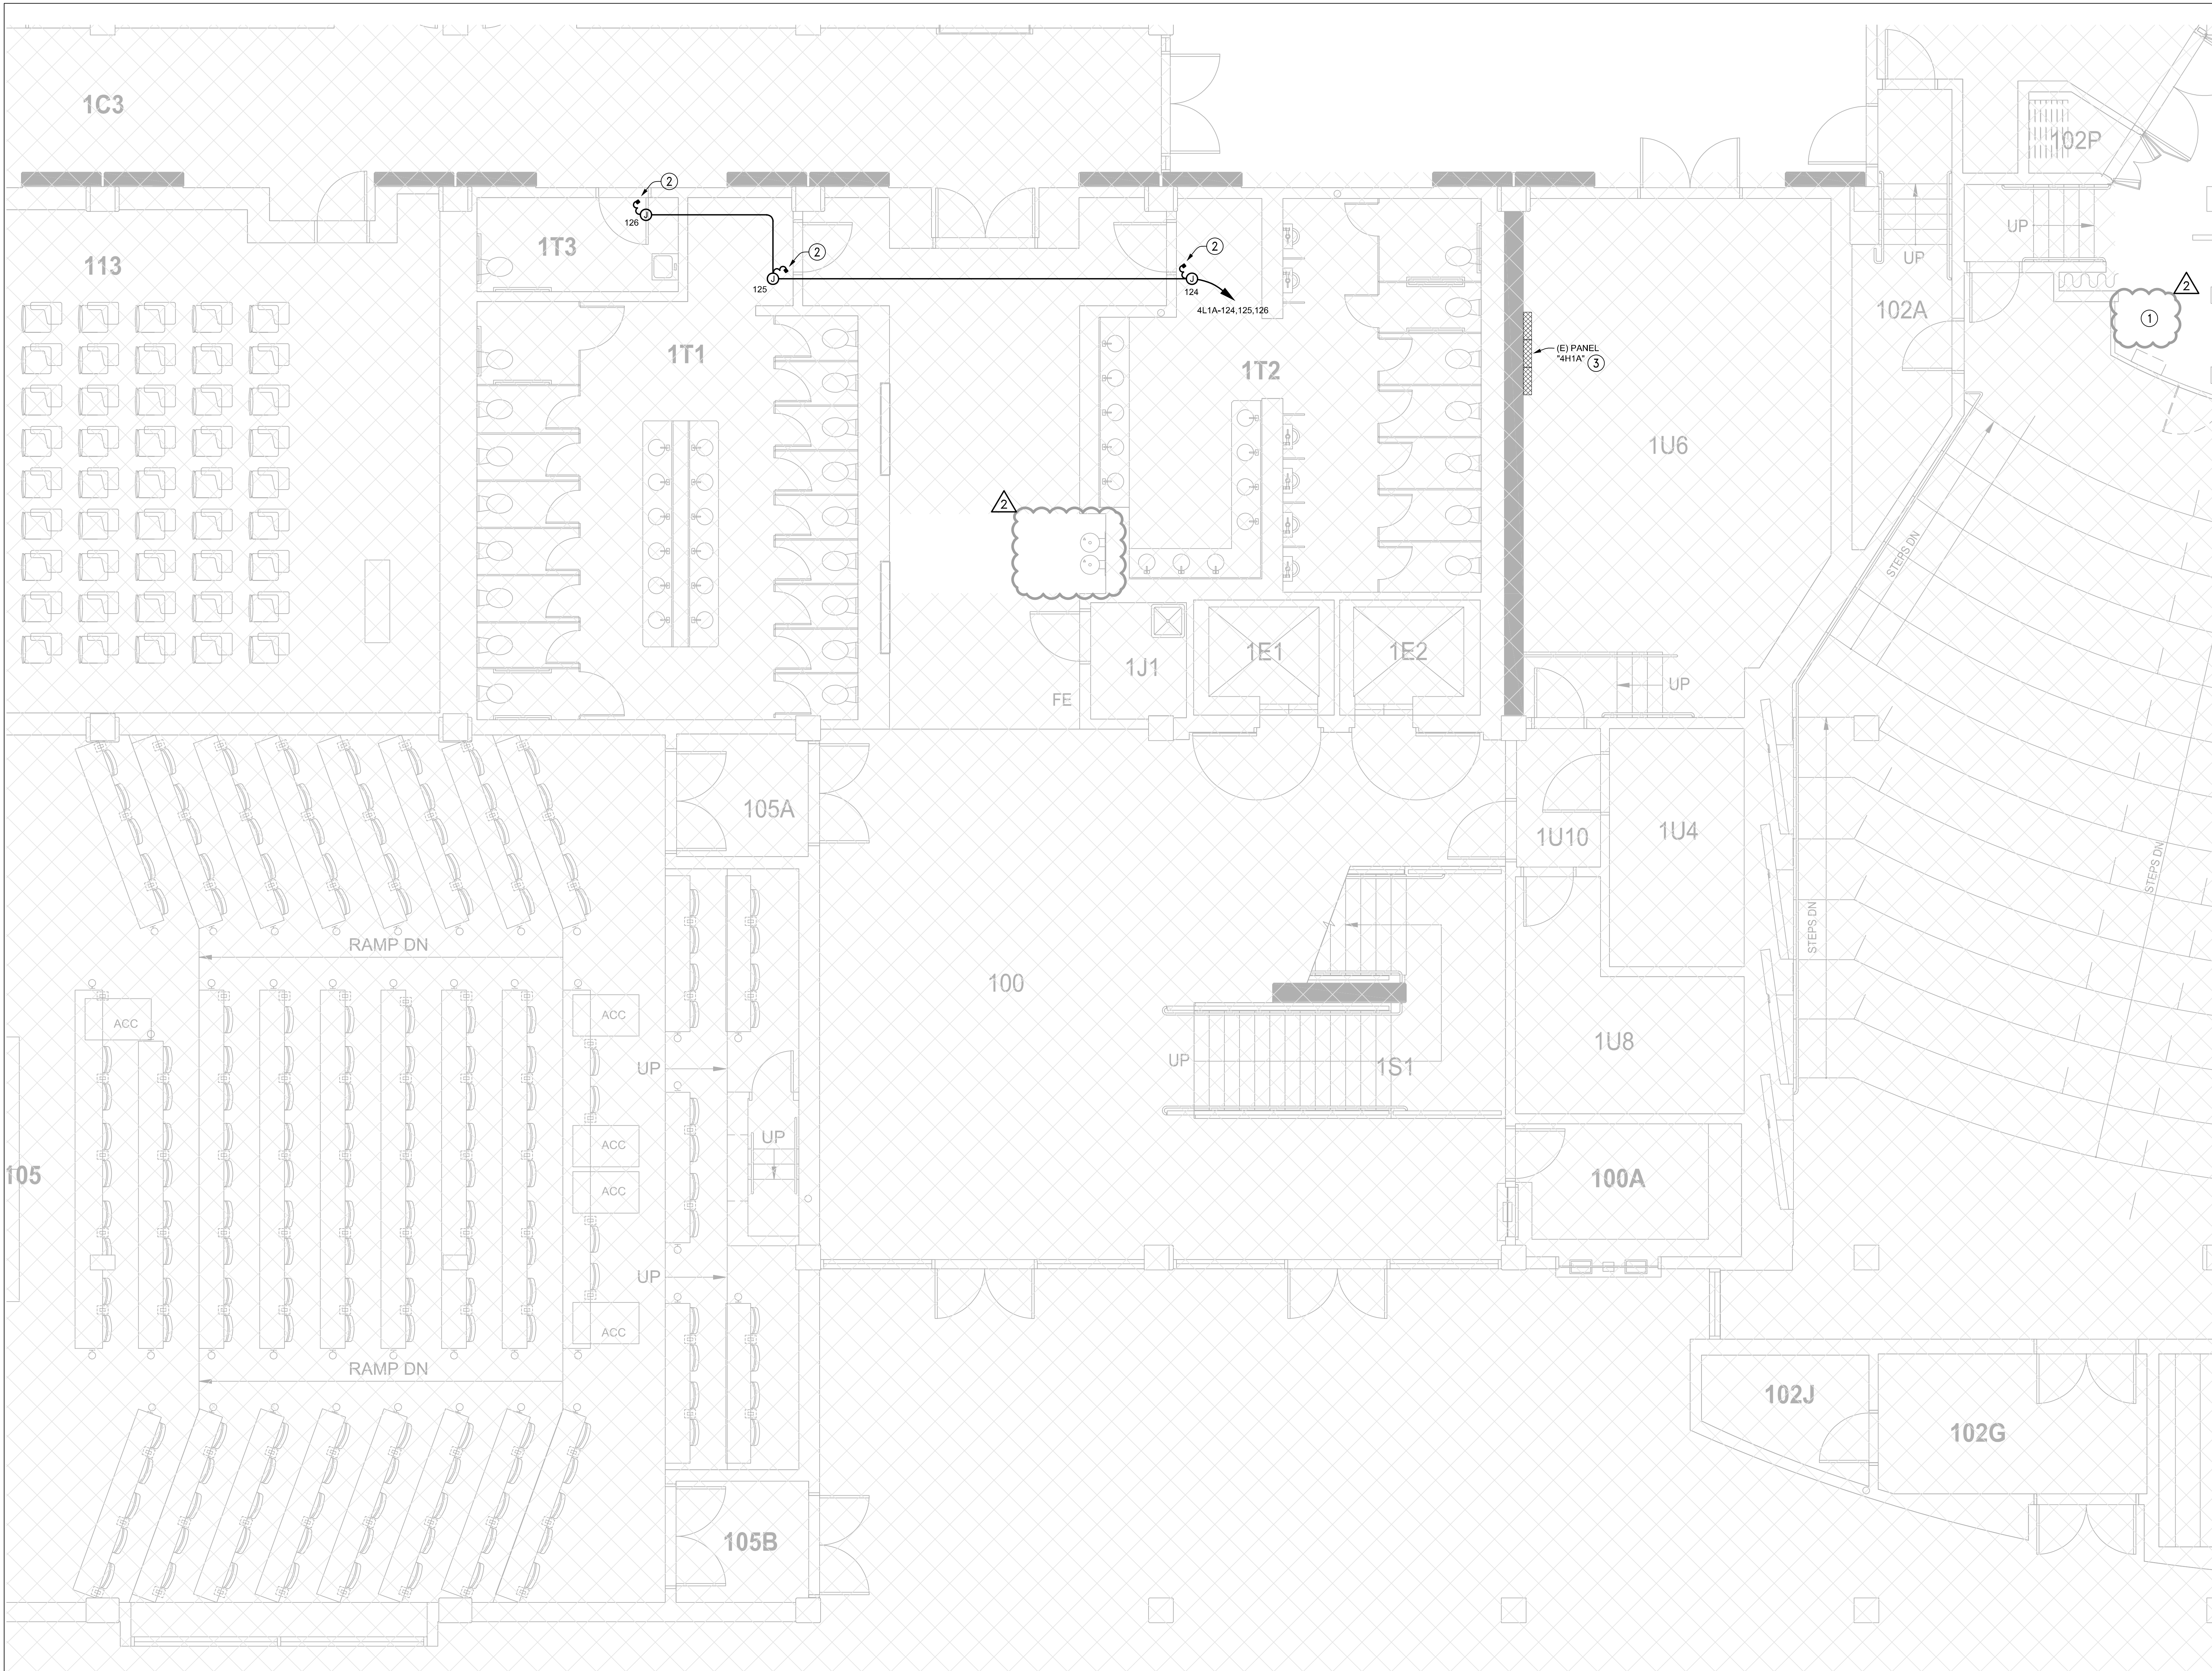 1C3
102P
2
126
2
113
1T3
UP
UP
2
2
125
124
4L1A-124,125,126
102A
2
1
1T1
1T2
(E) PANEL
"4H1A" 3
1U6
2
STEPS DN
1J1
1E1
1E2
FE
UP
105A
1U10
1U4
STEPS DN
STEPS DN
RAMP DN
100
ACC
ACC
UP
1S1
1U8
UP
ACC
UP
105
ACC
100A
UP
ACC
RAMP DN
102J
102G
105B